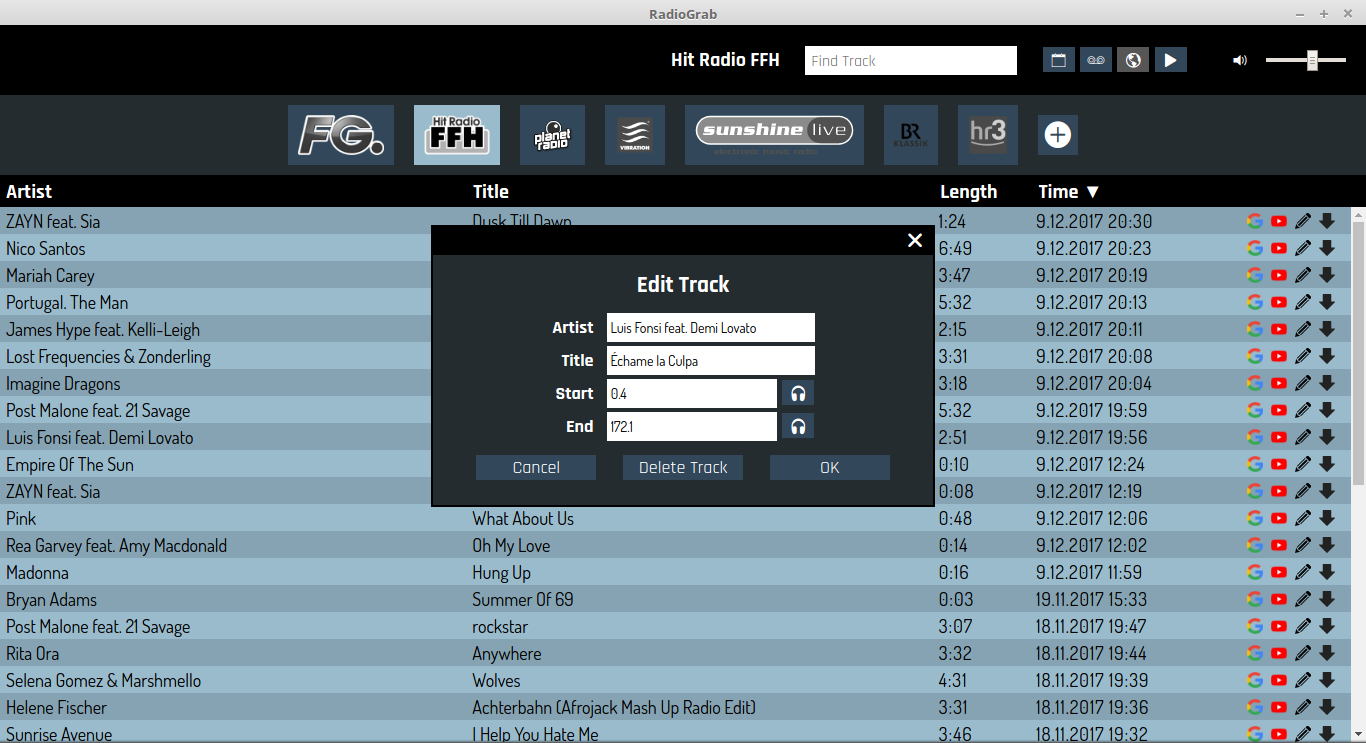 RadioGrab
Hit Radio FFH Find Track
FG. Hit Radio FFH planet radio VIBRATION sunshine live BR KLASSIK hr3
Artist Title Length Time ▼
ZAYN feat. Sia Dusk Till Dawn 1:24 9.12.2017 20:30
Nico Santos 6:49 9.12.2017 20:23
Mariah Carey 3:47 9.12.2017 20:19
Portugal. The Man 5:32 9.12.2017 20:13
James Hype feat. Kelli-Leigh 2:15 9.12.2017 20:11
Lost Frequencies & Zonderling 3:31 9.12.2017 20:08
Imagine Dragons 3:18 9.12.2017 20:04
Post Malone feat. 21 Savage 5:32 9.12.2017 19:59
Luis Fonsi feat. Demi Lovato 2:51 9.12.2017 19:56
Empire Of The Sun 0:10 9.12.2017 12:24
ZAYN feat. Sia 0:08 9.12.2017 12:19
Pink What About Us 0:48 9.12.2017 12:06
Rea Garvey feat. Amy Macdonald Oh My Love 0:14 9.12.2017 12:02
Madonna Hung Up 0:16 9.12.2017 11:59
Bryan Adams Summer Of 69 0:03 19.11.2017 15:33
Post Malone feat. 21 Savage rockstar 3:07 18.11.2017 19:47
Rita Ora Anywhere 3:32 18.11.2017 19:44
Selena Gomez & Marshmello Wolves 4:31 18.11.2017 19:39
Helene Fischer Achterbahn (Afrojack Mash Up Radio Edit) 3:31 18.11.2017 19:36
Sunrise Avenue I Help You Hate Me 3:46 18.11.2017 19:32
Edit Track
Artist Luis Fonsi feat. Demi Lovato
Title Échame la Culpa
Start 0.4
End 172.1
Cancel Delete Track OK